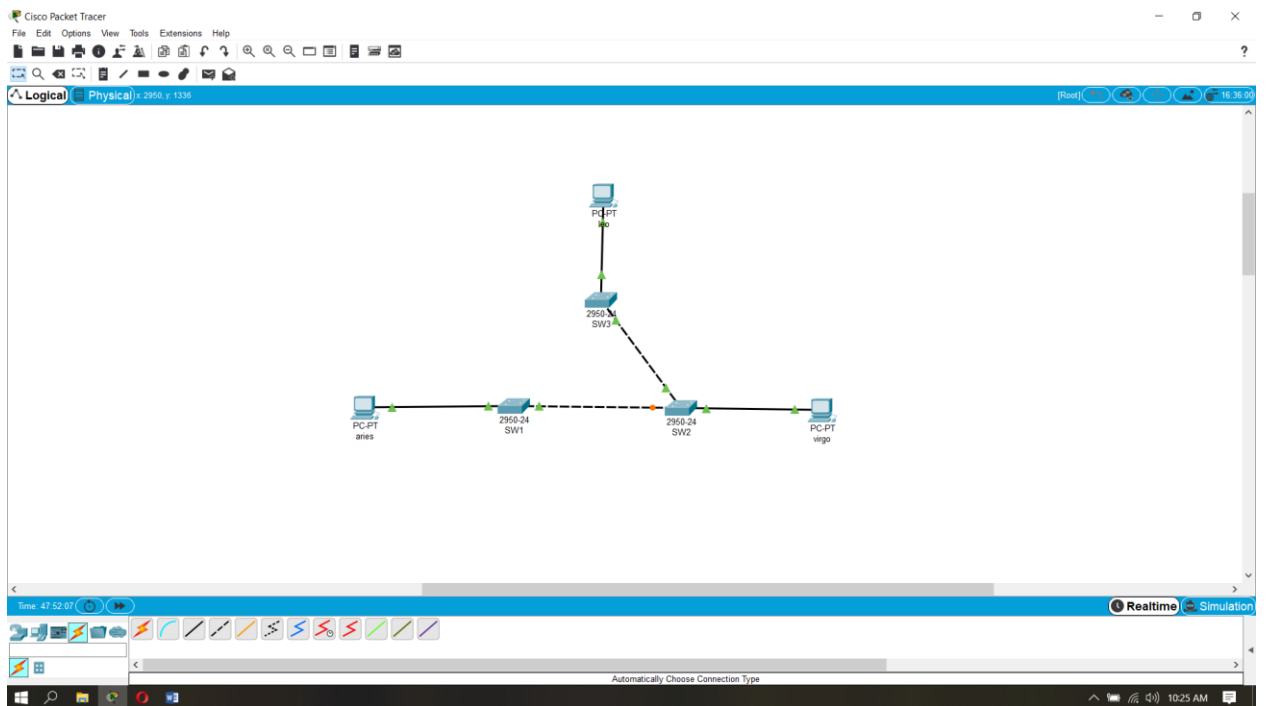 Cisco Packet Tracer
File Edit Options View Tools Extensions Help
?
Logical Physical x: 2950, y: 1336 [Root] 16:36:00
PC-PT
leo
2950-24
SW3
PC-PT
aries
2950-24
SW1
2950-24
SW2
PC-PT
virgo
Time: 47:52:07 Realtime Simulation
Automatically Choose Connection Type
10:25 AM